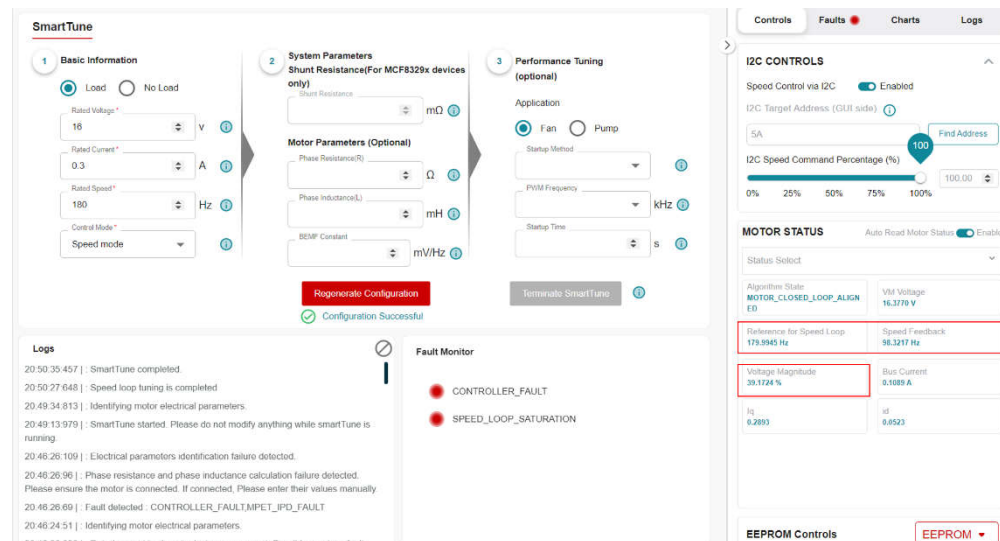 SmartTune
1 Basic Information
Load No Load
Rated Voltage *
16 V
Rated Current *
0.3 A
Rated Speed *
180 Hz
Control Mode *
Speed mode
2 System Parameters
Shunt Resistance(For MCF8329x devices
only)
Shunt Resistance
mΩ
Motor Parameters (Optional)
Phase Resistance(R)
Ω
Phase Inductance(L)
mH
BEMF Constant
mV/Hz
Regenerate Configuration
Configuration Successful
3 Performance Tuning
(optional)
Application
Fan Pump
Startup Method
PWM Frequency
kHz
Startup Time
s
Terminate SmartTune
Logs
20:50:35:457 | : SmartTune completed.
20:50:27:648 | : Speed loop tuning is completed
20:49:34:813 | : Identifying motor electrical parameters.
20:49:13:979 | : SmartTune started. Please do not modify anything while smartTune is
running.
20:46:26:109 | : Electrical parameters identification failure detected.
20:46:26:96 | : Phase resistance and phase inductance calculation failure detected.
Please ensure the motor is connected. If connected, Please enter their values manually.
20:46:26:69 | : Fault detected : CONTROLLER_FAULT,MPET_IPD_FAULT
20:46:24:51 | : Identifying motor electrical parameters.
Fault Monitor
CONTROLLER_FAULT
SPEED_LOOP_SATURATION
Controls Faults Charts Logs
I2C CONTROLS
Speed Control via I2C Enabled
I2C Target Address (GUI side)
5A Find Address
100
I2C Speed Command Percentage (%)
100.00
0% 25% 50% 75% 100%
MOTOR STATUS Auto Read Motor Status Enable
Status Select
Algorithm State
MOTOR_CLOSED_LOOP_ALIGN
ED
VM Voltage
16.3770 V
Reference for Speed Loop
179.9945 Hz
Speed Feedback
98.3217 Hz
Voltage Magnitude
39.1724 %
Bus Current
0.1089 A
Iq
0.2893
id
0.0523
EEPROM Controls EEPROM